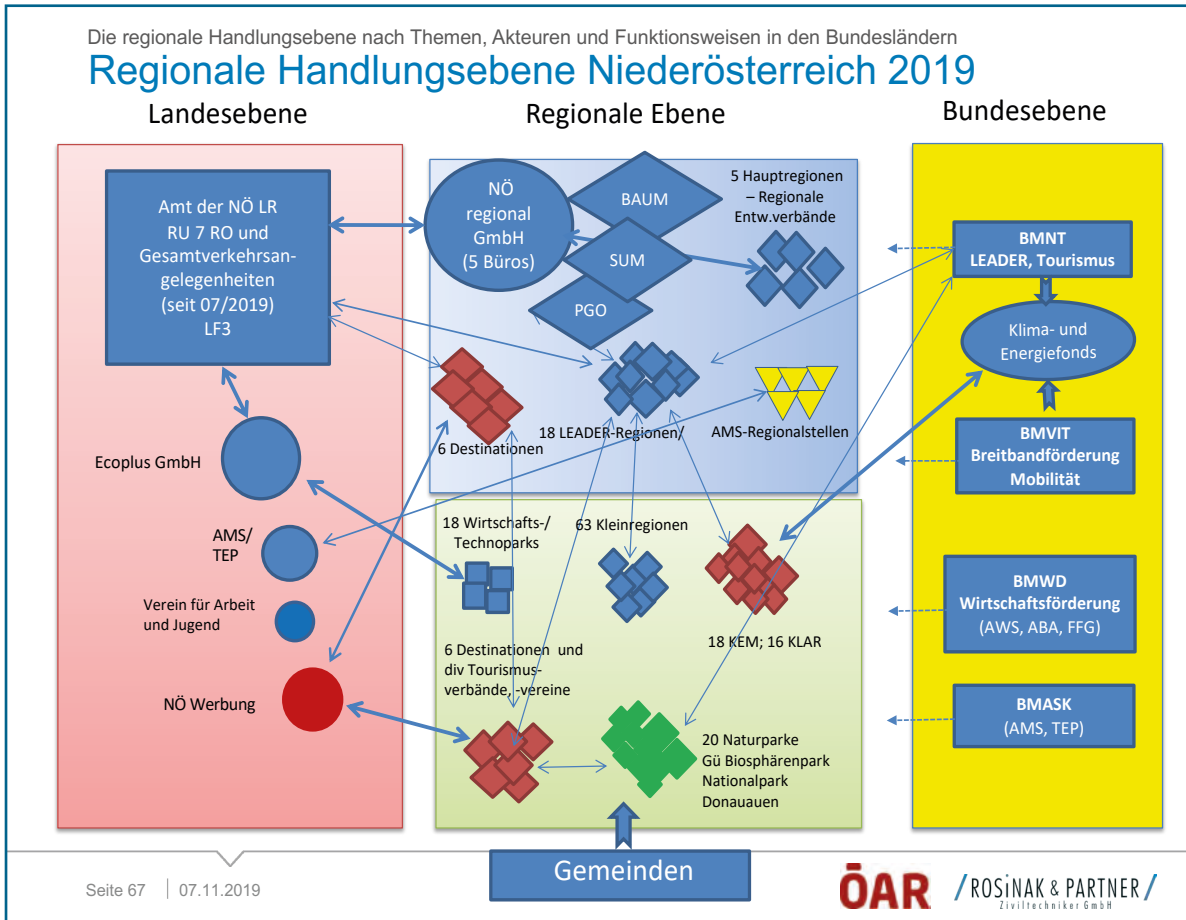 Die regionale Handlungsebene nach Themen, Akteuren und Funktionsweisen in den Bundesländern
Regionale Handlungsebene Niederösterreich 2019
Landesebene
Regionale Ebene
Bundesebene
Amt der NÖ LR
RU 7 RO und
Gesamtverkehrsan-
gelegenheiten
(seit 07/2019)
LF3
Ecoplus GmbH
AMS/
TEP
Verein für Arbeit
und Jugend
NÖ Werbung
NÖ
regional
GmbH
(5 Büros)
BAUM
SUM
PGO
5 Hauptregionen
– Regionale
Entw.verbände
6 Destinationen
18 LEADER-Regionen/
AMS-Regionalstellen
18 Wirtschafts-/
Technoparks
63 Kleinregionen
18 KEM; 16 KLAR
6 Destinationen und
div Tourismus-
verbände, -vereine
20 Naturparke
Gü Biosphärenpark
Nationalpark
Donauauen
Gemeinden
BMNT
LEADER, Tourismus
Klima- und
Energiefonds
BMVIT
Breitbandförderung
Mobilität
BMWD
Wirtschaftsförderung
(AWS, ABA, FFG)
BMASK
(AMS, TEP)
Seite 67 07.11.2019
ÖAR
/ROSiNAK & PARTNER/
Ziviltechniker GmbH